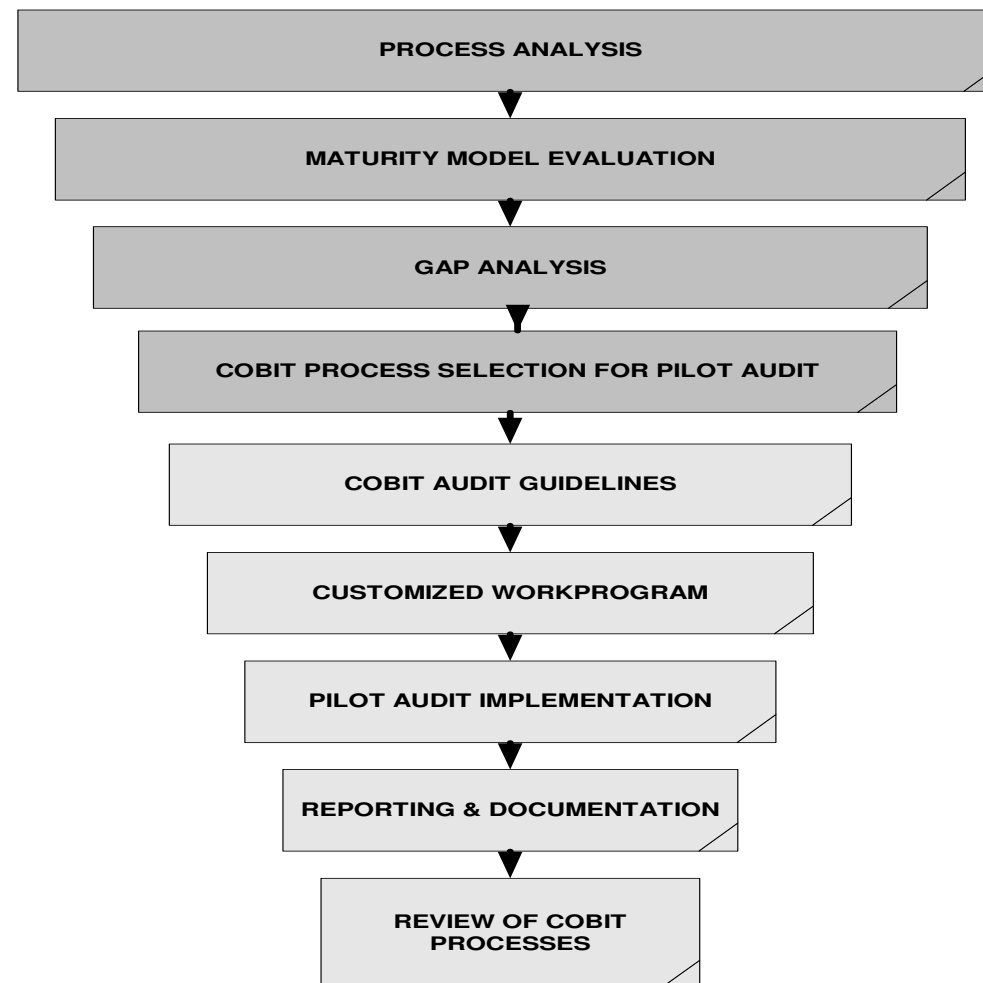 PROCESS ANALYSIS
MATURITY MODEL EVALUATION
GAP ANALYSIS
COBIT PROCESS SELECTION FOR PILOT AUDIT
COBIT AUDIT GUIDELINES
CUSTOMIZED WORKPROGRAM
PILOT AUDIT IMPLEMENTATION
REPORTING & DOCUMENTATION
REVIEW OF COBIT
PROCESSES